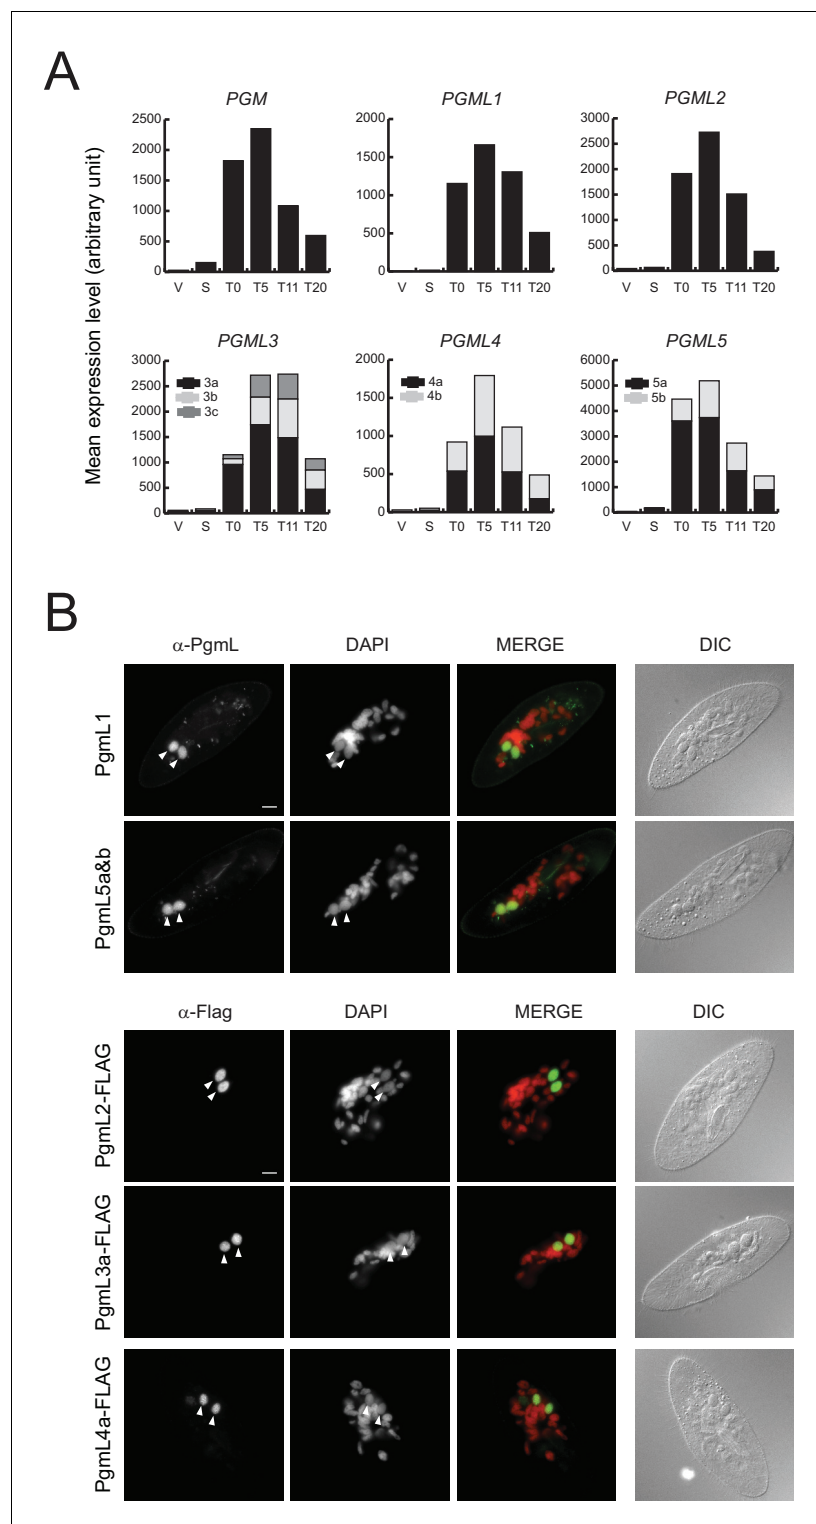 A
Mean expression level (arbitrary unit)
PGM
2500
2000
1500
1000
500
0
V S T0 T5 T11 T20
PGML1
2000
1500
1000
500
0
V S T0 T5 T11 T20
PGML2
3000
2500
2000
1500
1000
500
0
V S T0 T5 T11 T20
PGML3
3000
2500
2000
1500
1000
500
0
3a
3b
3c
V S T0 T5 T11 T20
PGML4
2000
1500
1000
500
0
4a
4b
V S T0 T5 T11 T20
PGML5
6000
5000
4000
3000
2000
1000
0
5a
5b
V S T0 T5 T11 T20
B
α-PgmL DAPI MERGE DIC
PgmL1
PgmL5a&b
α-Flag DAPI MERGE DIC
PgmL2-FLAG
PgmL3a-FLAG
PgmL4a-FLAG